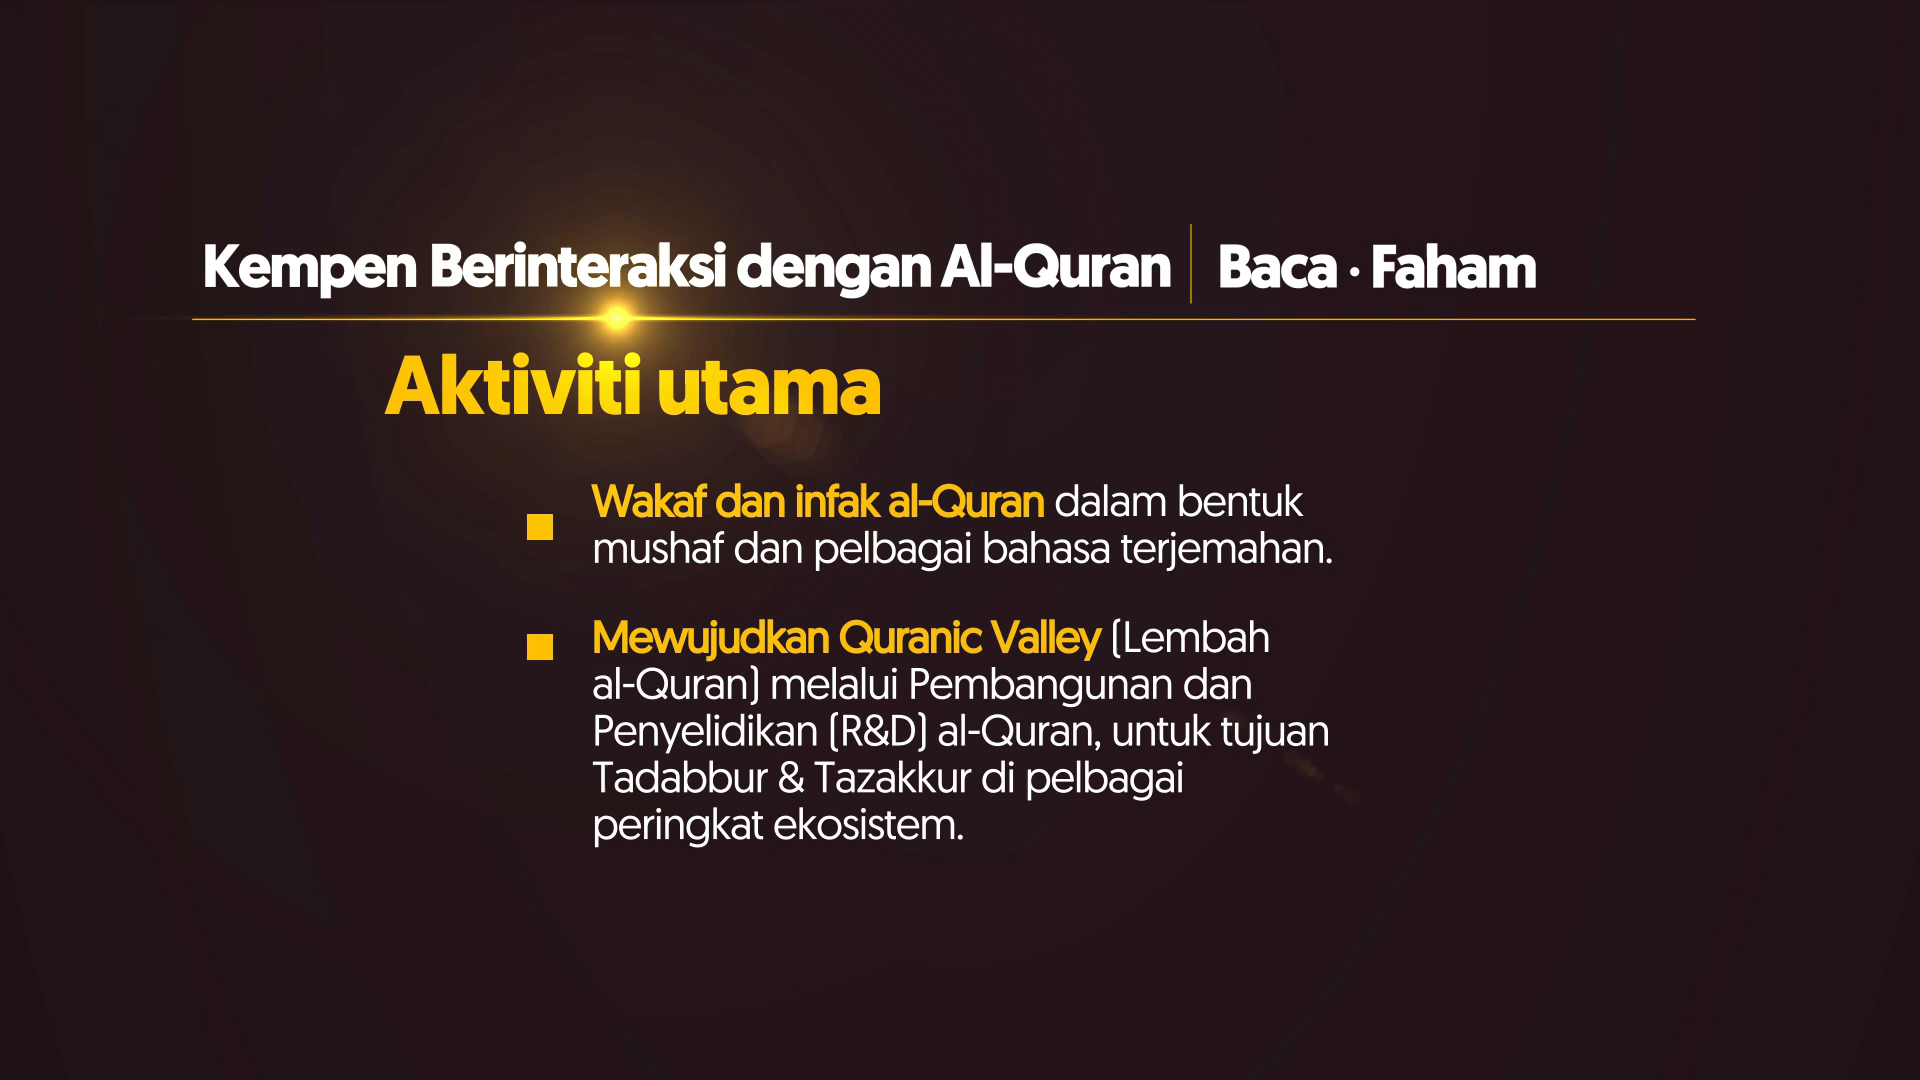 Kempen Berinteraksi dengan Al-Quran | Baca · Faham
Aktiviti utama
Wakaf dan infak al-Quran dalam bentuk
mushaf dan pelbagai bahasa terjemahan.
Mewujudkan Quranic Valley (Lembah
al-Quran) melalui Pembangunan dan
Penyelidikan (R&D) al-Quran, untuk tujuan
Tadabbur & Tazakkur di pelbagai
peringkat ekosistem.